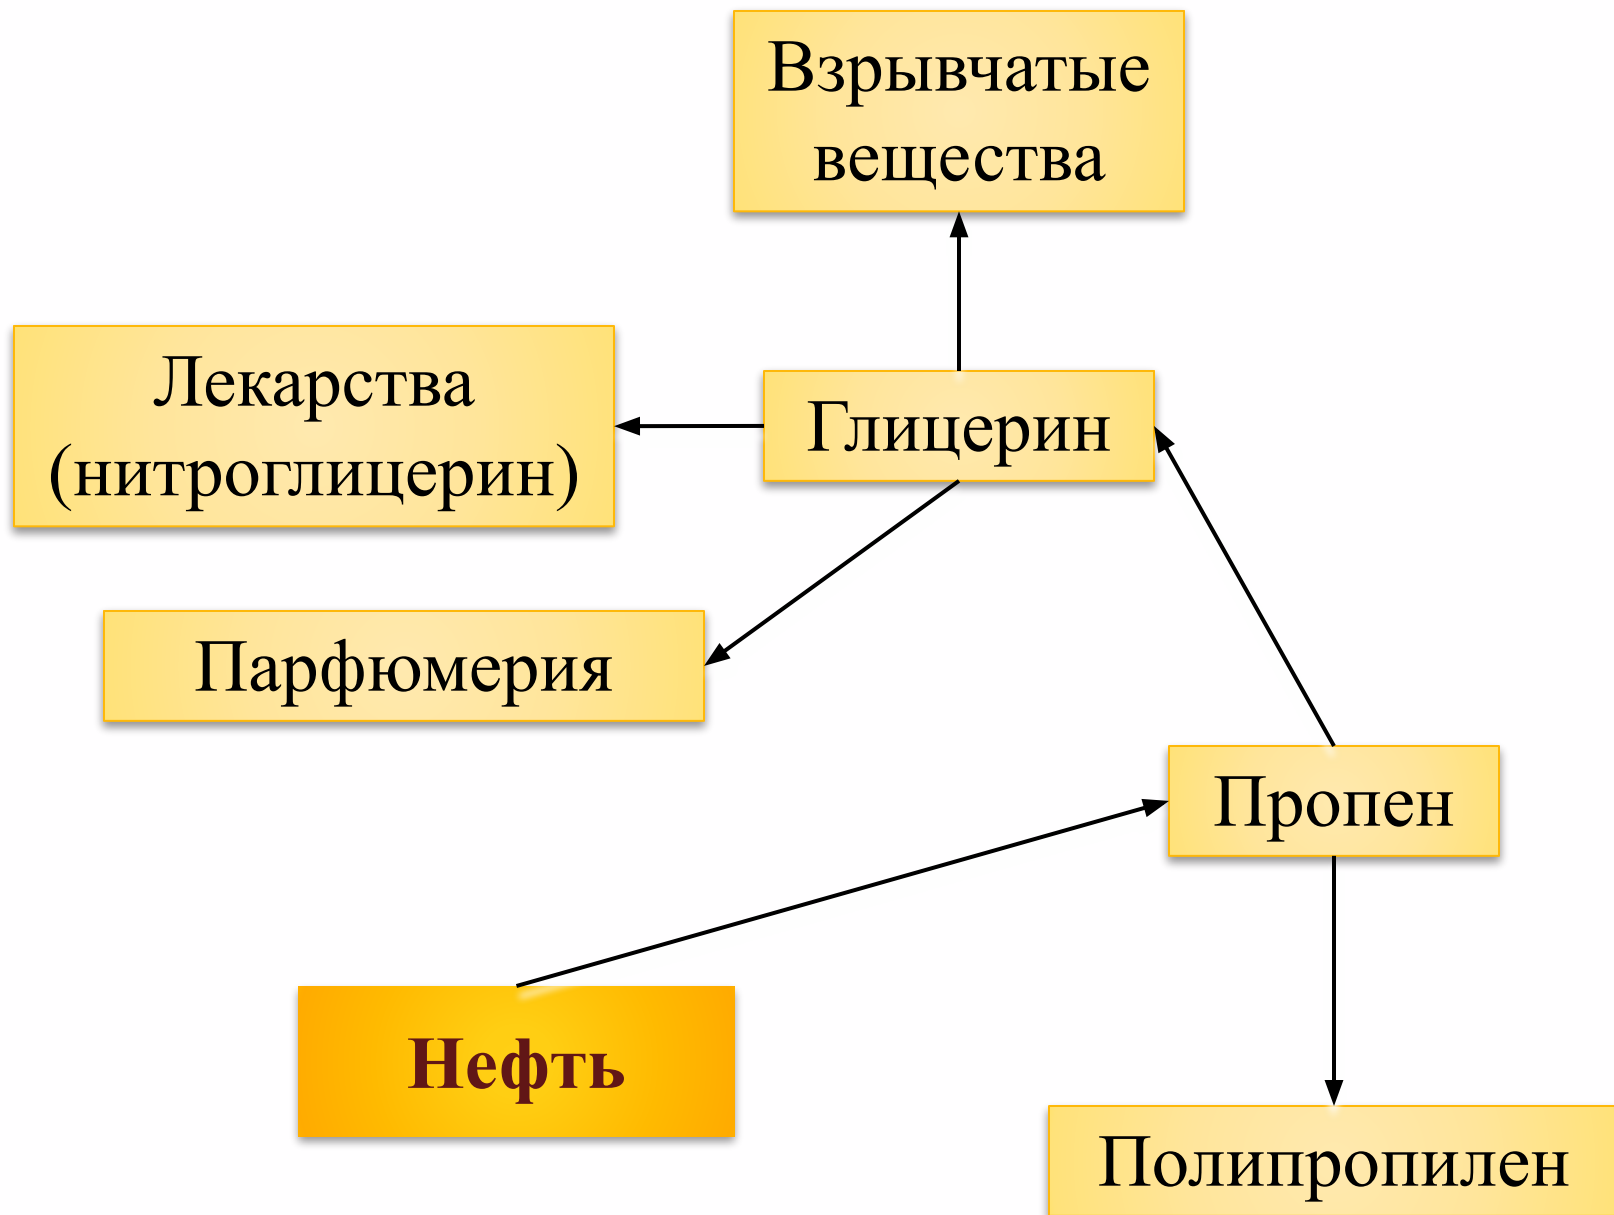 Взрывчатые
вещества
Лекарства
(нитроглицерин)
Глицерин
Парфюмерия
Пропен
Нефть
Полипропилен